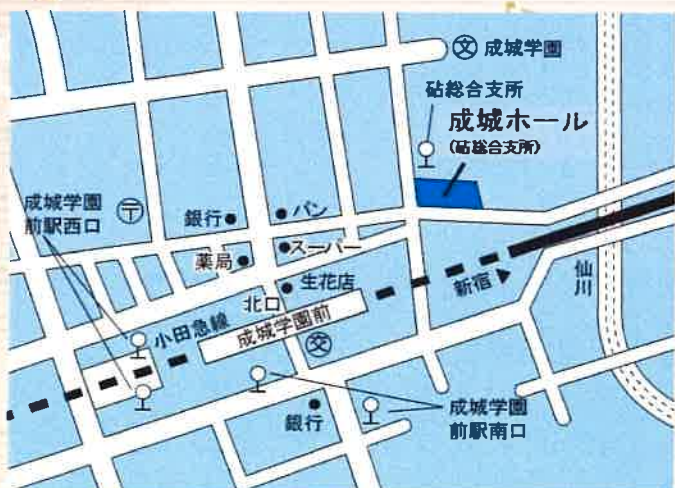 文 成城学園
砧総合支所
成城ホール
(砧総合支所)
成城学園
前駅西口
〒
銀行
パン
スーパー
薬局
生花店
北口
新宿
仙川
小田急線
成城学園前
交
銀行
成城学園
前駅南口